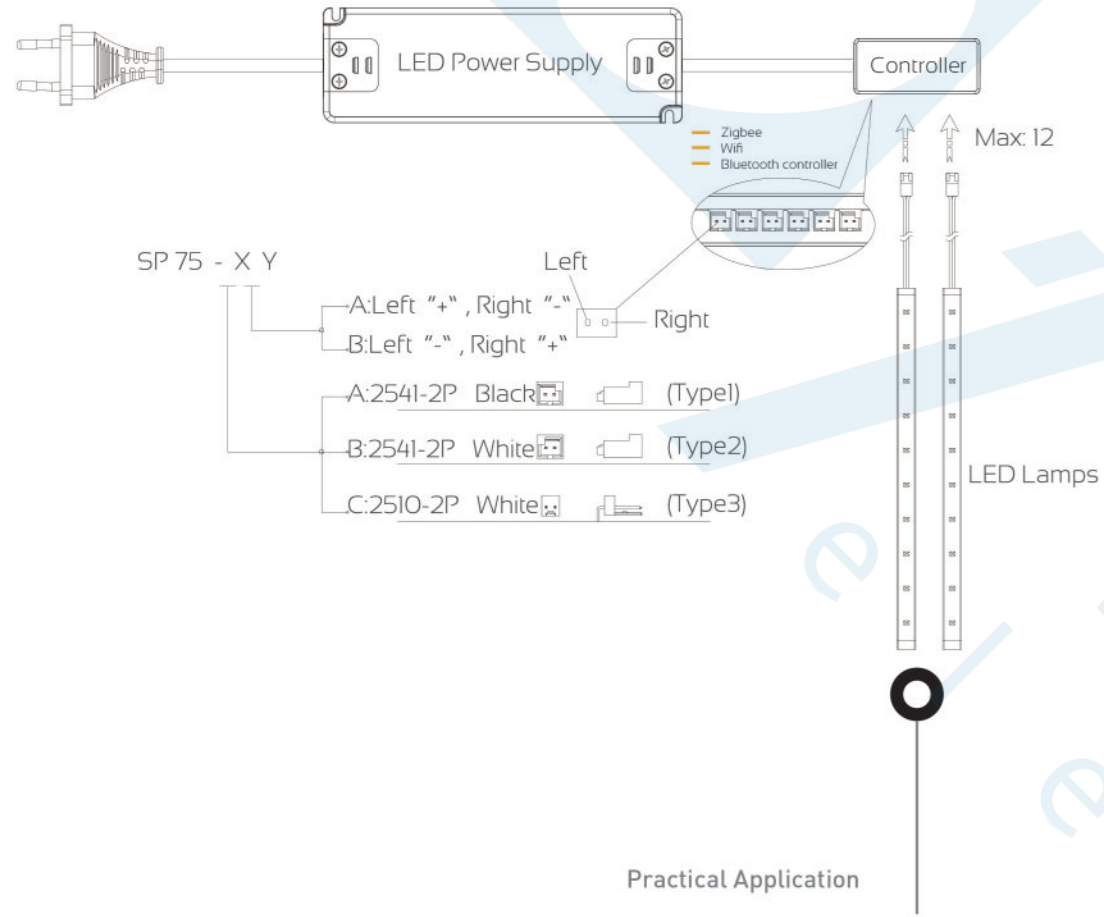 LED Power Supply
Controller
Zigbee
Wifi
Bluetooth controller
Max: 12
SP 75 - X Y
Left
A:Left "+" , Right "-"
Right
B:Left "-" , Right "+"
A:2541-2P Black (Type1)
B:2541-2P White (Type2)
C:2510-2P White (Type3)
LED Lamps
e
e
Practical Application